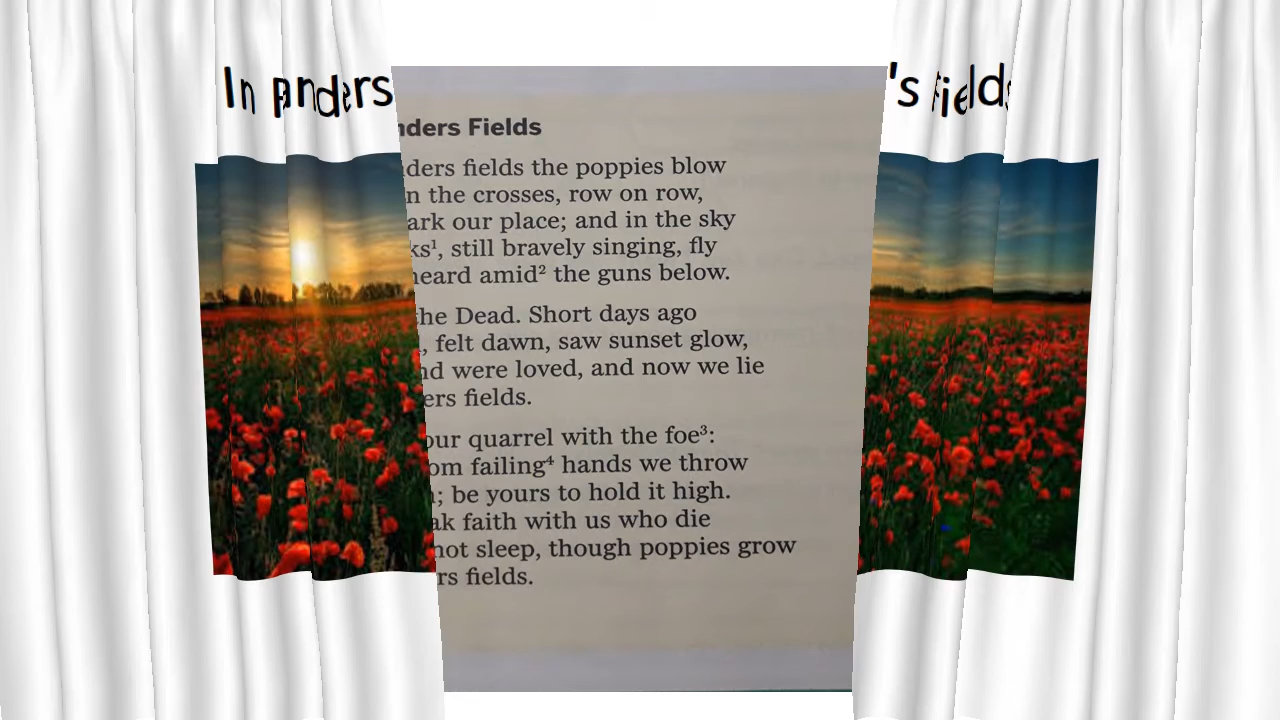 In anders 's Fields
nders Fields
ders fields the poppies blow
n the crosses, row on row,
ark our place; and in the sky
ks¹, still bravely singing, fly
heard amid² the guns below.
the Dead. Short days ago
, felt dawn, saw sunset glow,
nd were loved, and now we lie
ers fields.
our quarrel with the foe³:
om failing⁴ hands we throw
; be yours to hold it high.
ak faith with us who die
not sleep, though poppies grow
rs fields.